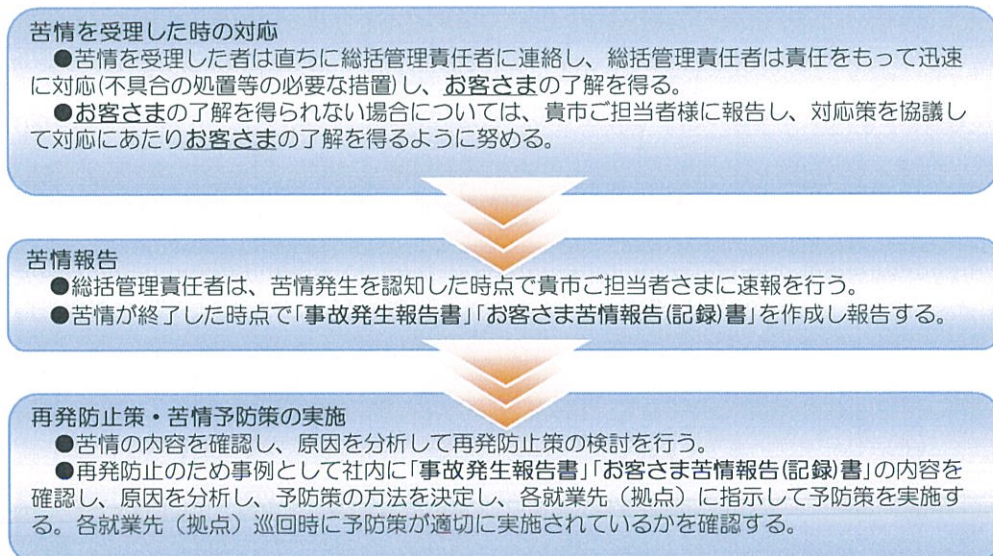 苦情を受理した時の対応
●苦情を受理した者は直ちに総括管理責任者に連絡し、総括管理責任者は責任をもって迅速
に対応(不具合の処置等の必要な措置)し、お客さまの了解を得る。
●お客さまの了解を得られない場合については、貴市ご担当者様に報告し、対応策を協議し
て対応にあたりお客さまの了解を得るように努める。
苦情報告
●総括管理責任者は、苦情発生を認知した時点で貴市ご担当者さまに速報を行う。
●苦情が終了した時点で「事故発生報告書」「お客さま苦情報告(記録)書」を作成し報告する。
再発防止策・苦情予防策の実施
●苦情の内容を確認し、原因を分析して再発防止策の検討を行う。
●再発防止のため事例として社内に「事故発生報告書」「お客さま苦情報告(記録)書」の内容を
確認し、原因を分析し、予防策の方法を決定し、各就業先（拠点）に指示して予防策を実施す
る。各就業先（拠点）巡回時に予防策が適切に実施されているかを確認する。